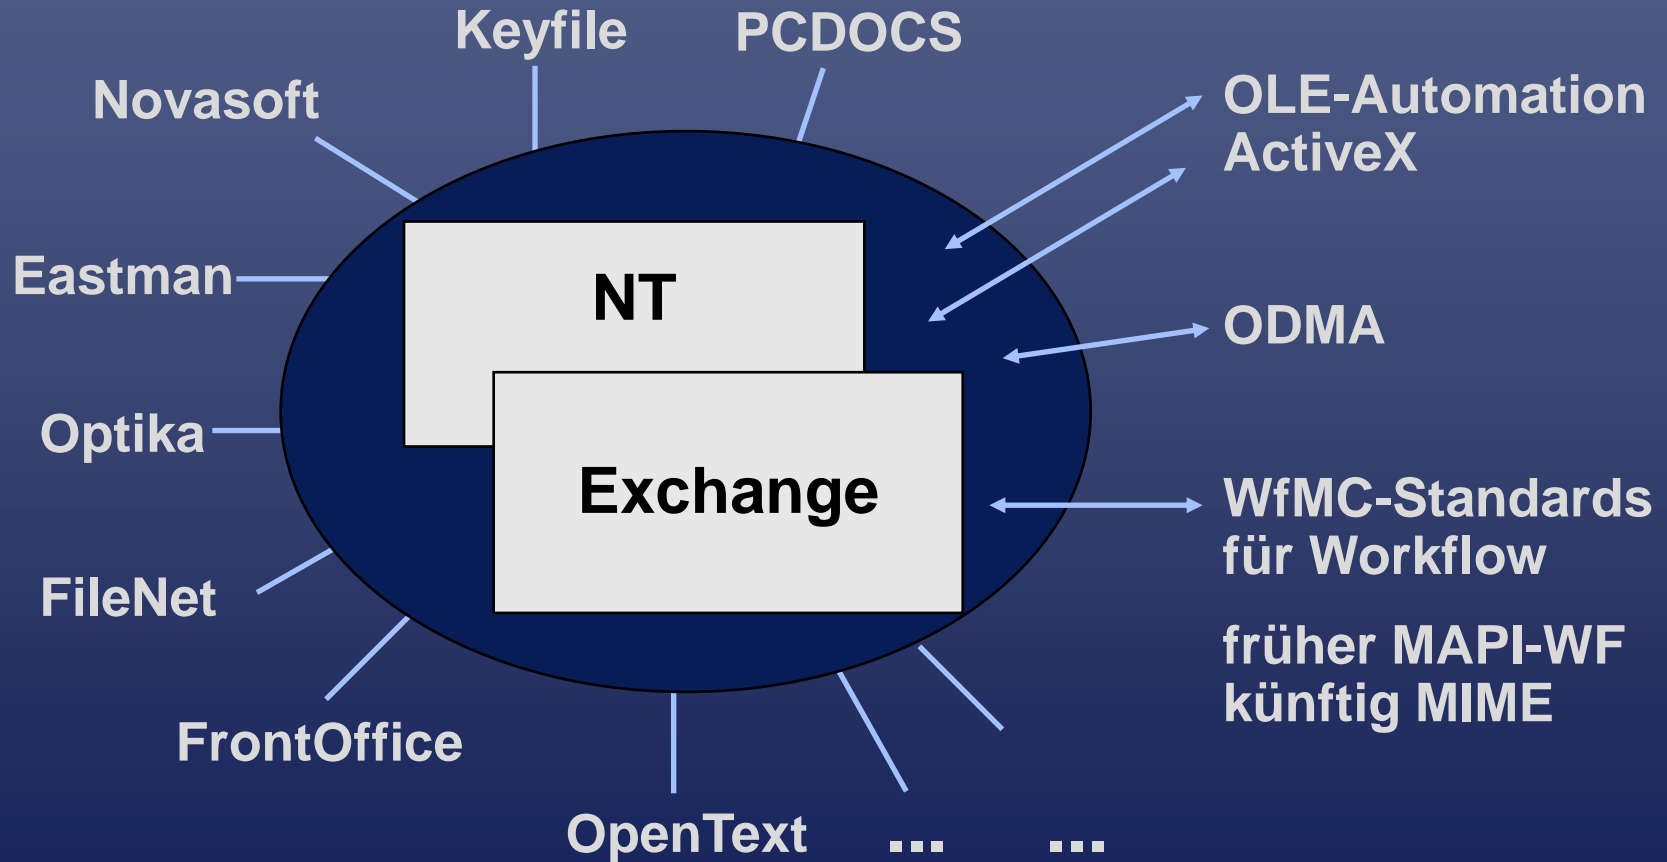 Keyfile
PCDOCS
Novasoft
OLE-Automation
ActiveX
Eastman
NT
ODMA
Optika
Exchange
WfMC-Standards
für Workflow
FileNet
früher MAPI-WF
künftig MIME
FrontOffice
OpenText
...
...